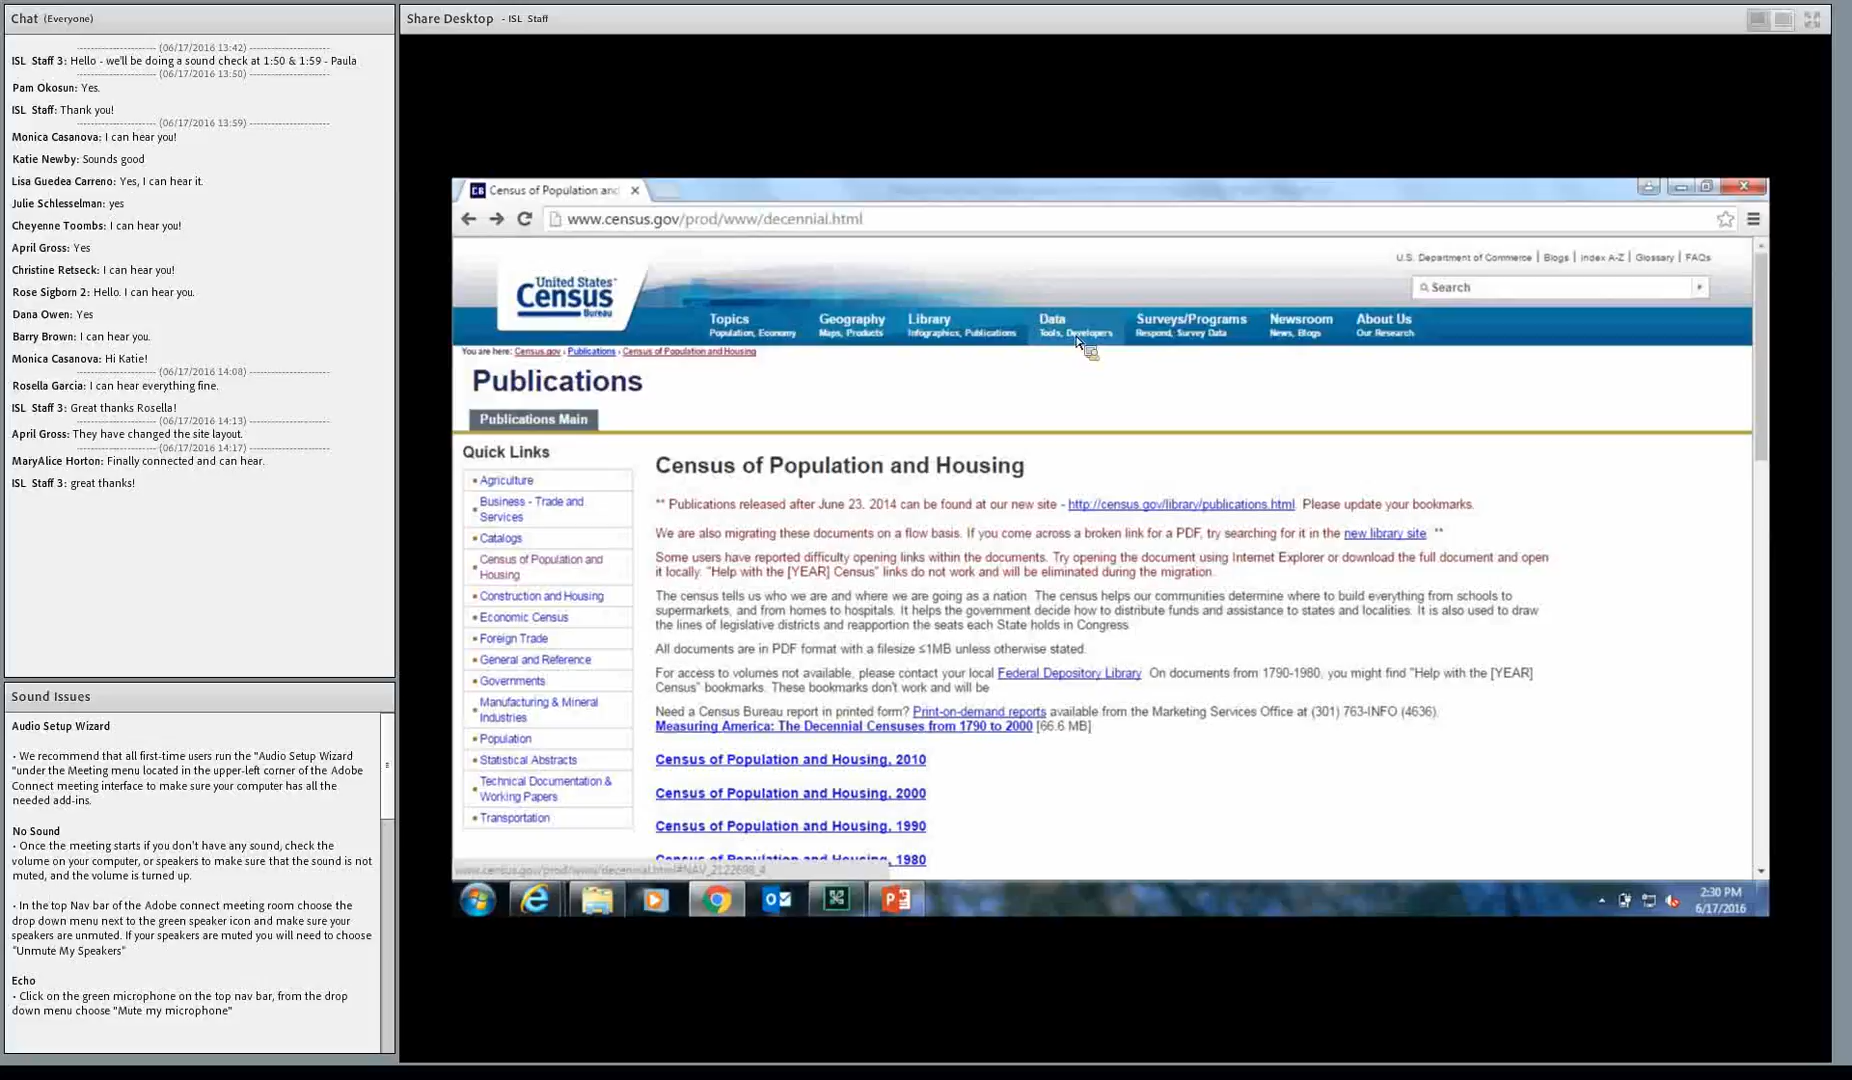 Chat (Everyone)
---------------------- (06/17/2016 13:42) ----------------------
ISL Staff 3: Hello - we'll be doing a sound check at 1:50 & 1:59 - Paula
---------------------- (06/17/2016 13:50) ----------------------
Pam Okosun: Yes.
ISL Staff: Thank you!
---------------------- (06/17/2016 13:59) ----------------------
Monica Casanova: I can hear you!
Katie Newby: Sounds good
Lisa Guedea Carreno: Yes, I can hear it.
Julie Schlesselman: yes
Cheyenne Toombs: I can hear you!
April Gross: Yes
Christine Retseck: I can hear you!
Rose Sigborn 2: Hello. I can hear you.
Dana Owen: Yes
Barry Brown: I can hear you.
Monica Casanova: Hi Katie!
---------------------- (06/17/2016 14:08) ----------------------
Rosella Garcia: I can hear everything fine.
ISL Staff 3: Great thanks Rosella!
---------------------- (06/17/2016 14:13) ----------------------
April Gross: They have changed the site layout.
---------------------- (06/17/2016 14:17) ----------------------
MaryAlice Horton: Finally connected and can hear.
ISL Staff 3: great thanks!
Sound Issues
Audio Setup Wizard
• We recommend that all first-time users run the "Audio Setup Wizard
"under the Meeting menu located in the upper-left corner of the Adobe
Connect meeting interface to make sure your computer has all the
needed add-ins.
No Sound
• Once the meeting starts if you don't have any sound, check the
volume on your computer, or speakers to make sure that the sound is not
muted, and the volume is turned up.
• In the top Nav bar of the Adobe connect meeting room choose the
drop down menu next to the green speaker icon and make sure your
speakers are unmuted. If your speakers are muted you will need to choose
"Unmute My Speakers"
Echo
• Click on the green microphone on the top nav bar, from the drop
down menu choose "Mute my microphone"
Share Desktop - ISL Staff
CB Census of Population and
www.census.gov/prod/www/decennial.html
U.S. Department of Commerce | Blogs | Index A-Z | Glossary | FAQs
United States
Census
Bureau
Search
Topics Geography Library Data Surveys/Programs Newsroom About Us
Population, Economy Maps, Products Infographics, Publications Tools, Developers Respond, Survey Data News, Blogs Our Research
You are here: Census.gov › Publications › Census of Population and Housing
Publications
Publications Main
Quick Links
Agriculture
Business - Trade and
Services
Catalogs
Census of Population and
Housing
Construction and Housing
Economic Census
Foreign Trade
General and Reference
Governments
Manufacturing & Mineral
Industries
Population
Statistical Abstracts
Technical Documentation &
Working Papers
Transportation
Census of Population and Housing
** Publications released after June 23, 2014 can be found at our new site - http://census.gov/library/publications.html. Please update your bookmarks.
We are also migrating these documents on a flow basis. If you come across a broken link for a PDF, try searching for it in the new library site. **
Some users have reported difficulty opening links within the documents. Try opening the document using Internet Explorer or download the full document and open
it locally. "Help with the [YEAR] Census" links do not work and will be eliminated during the migration.
The census tells us who we are and where we are going as a nation. The census helps our communities determine where to build everything from schools to
supermarkets, and from homes to hospitals. It helps the government decide how to distribute funds and assistance to states and localities. It is also used to draw
the lines of legislative districts and reapportion the seats each State holds in Congress
All documents are in PDF format with a filesize ≤1MB unless otherwise stated.
For access to volumes not available, please contact your local Federal Depository Library. On documents from 1790-1980, you might find "Help with the [YEAR]
Census" bookmarks. These bookmarks don't work and will be
Need a Census Bureau report in printed form? Print-on-demand reports available from the Marketing Services Office at (301) 763-INFO (4636).
Measuring America: The Decennial Censuses from 1790 to 2000 [66.6 MB]
Census of Population and Housing, 2010
Census of Population and Housing, 2000
Census of Population and Housing, 1990
Census of Population and Housing, 1980
www.census.gov/prod/www/decennial.html#NAV_2122698_4
2:30 PM
6/17/2016